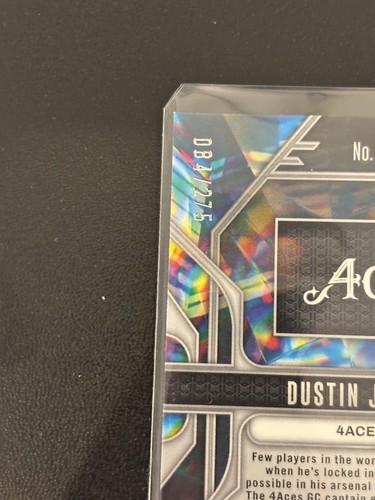 084/275
No.
4A
DUSTIN J
4ACE
Few players in the wor
when he's locked in
possible in his arsenal
The 4Aces GC captain